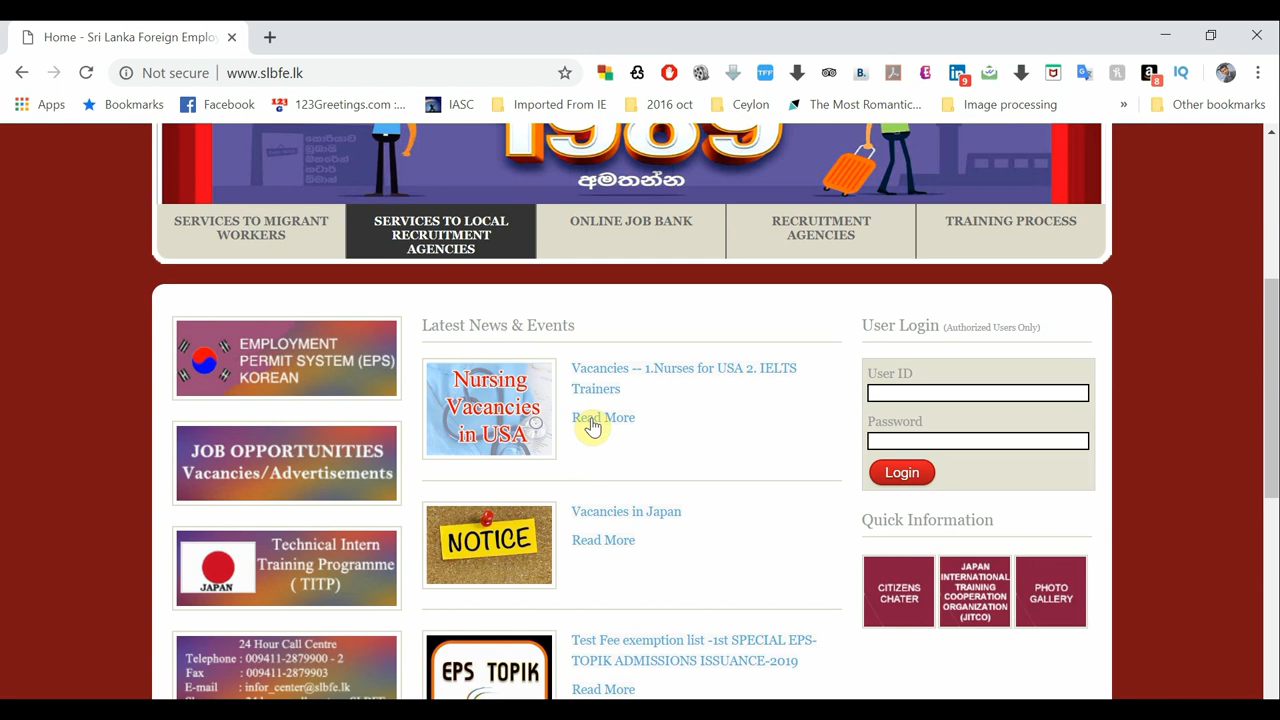 Home - Sri Lanka Foreign Emplo
Not secure
www.slbfe.lk
9
8
IQ
Apps
Bookmarks
Facebook
123Greetings.com :...
IASC
Imported From IE
2016 oct
Ceylon
The Most Romantic...
Image processing
»
Other bookmarks
1989
අමතන්න
SERVICES TO MIGRANT
WORKERS
SERVICES TO LOCAL
RECRUITMENT
AGENCIES
ONLINE JOB BANK
RECRUITMENT
AGENCIES
TRAINING PROCESS
EMPLOYMENT
PERMIT SYSTEM (EPS)
KOREAN
JOB OPPORTUNITIES
Vacancies/Advertisements
JAPAN
Technical Intern
Training Programme
( TITP)
24 Hour Call Centre
Telephone : 009411-2879900 - 2
Fax : 009411-2879903
E-mail : infor_center@slbfe.lk
Latest News & Events
Nursing
Vacancies
in USA
Vacancies -- 1.Nurses for USA 2. IELTS
Trainers
Read More
NOTICE
Vacancies in Japan
Read More
EPS TOPIK
Test Fee exemption list -1st SPECIAL EPS-
TOPIK ADMISSIONS ISSUANCE-2019
Read More
User Login (Authorized Users Only)
User ID
Password
Login
Quick Information
CITIZENS
CHATER
JAPAN
INTERNATIONAL
TRAINING
COOPERATION
ORGANIZATION
(JITCO)
PHOTO
GALLERY